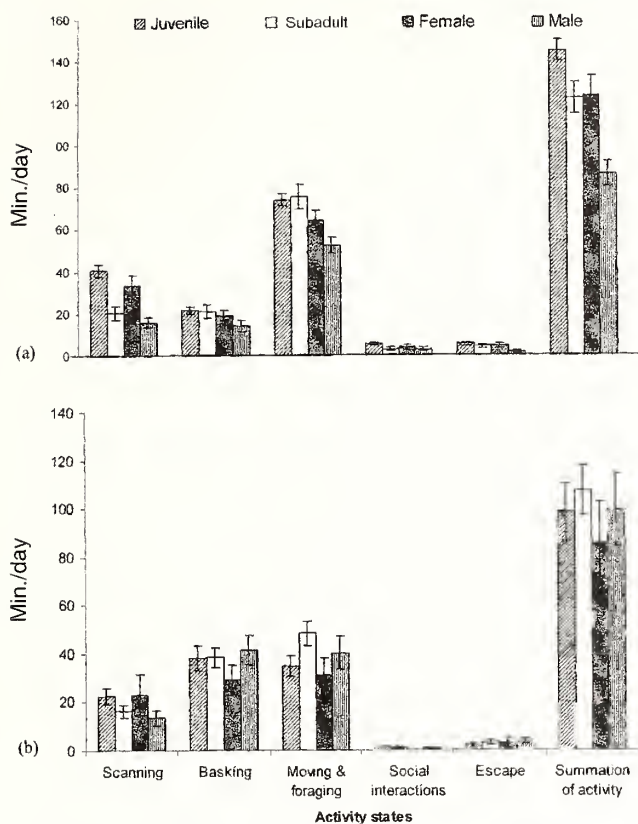 Juvenile Subadult Female Male
160
140
120
00
80
60
40
20
0
Min./day
(a)
140
120
100
80
60
40
20
0
Min./day
(b)
Scanning Basking Moving & Social Escape Summation
foraging interactions of activity
Activity states